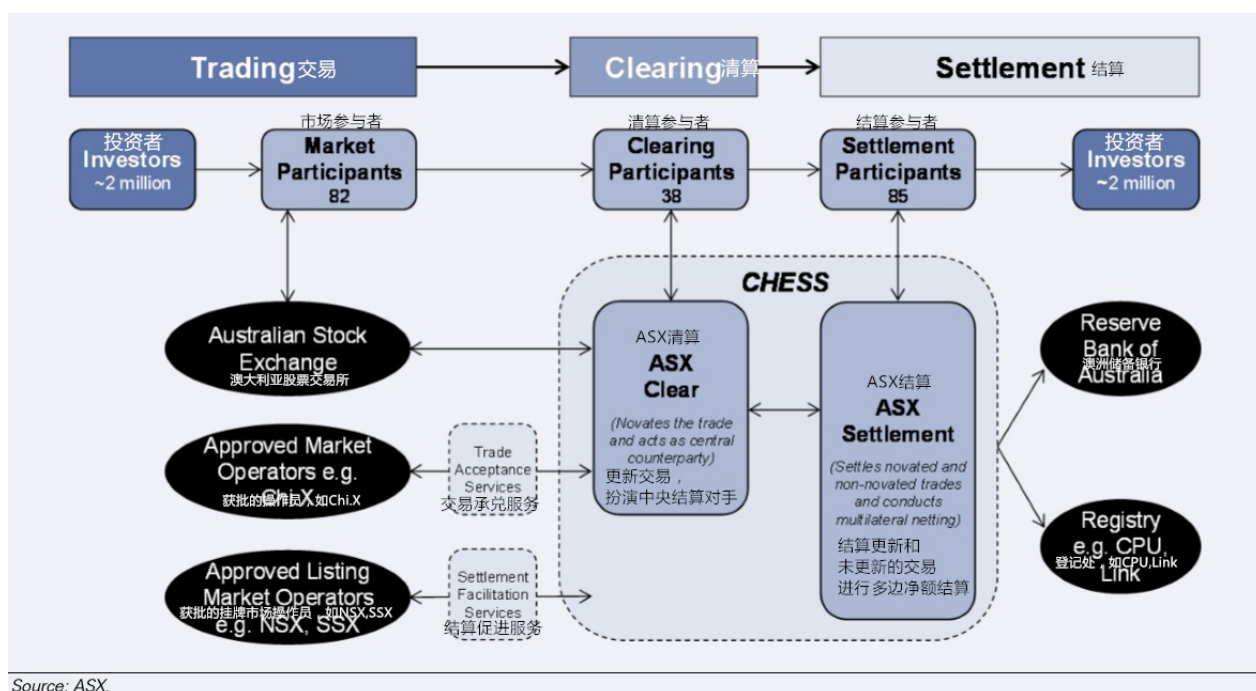 Trading交易
Clearing清算
Settlement 结算
投资者
Investors
~2 million
市场参与者
Market
Participants
82
清算参与者
Clearing
Participants
38
结算参与者
Settlement
Participants
85
投资者
Investors
~2 million
CHESS
Australian Stock
Exchange
澳大利亚股票交易所
ASX清算
ASX
Clear
(Novates the trade
and acts as central
counterparty)
更新交易，
扮演中央结算对手
ASX结算
ASX
Settlement
(Settles novated and
non-novated trades
and conducts
multilateral netting)
结算更新和
未更新的交易
进行多边净额结算
Reserve
Bank of
澳洲储备银行
Australia
Approved Market
Operators e.g.
Chi.X
获批的操作员，如Chi.X
Trade
Acceptance
Services
交易承兑服务
Registry
e.g. CPU,
登记处，如CPU,Link
Link
Approved Listing
Market Operators
获批的挂牌市场操作员，如NSX,SSX
e.g. NSX, SSX
Settlement
Facilitation
Services
结算促进服务
Source: ASX.